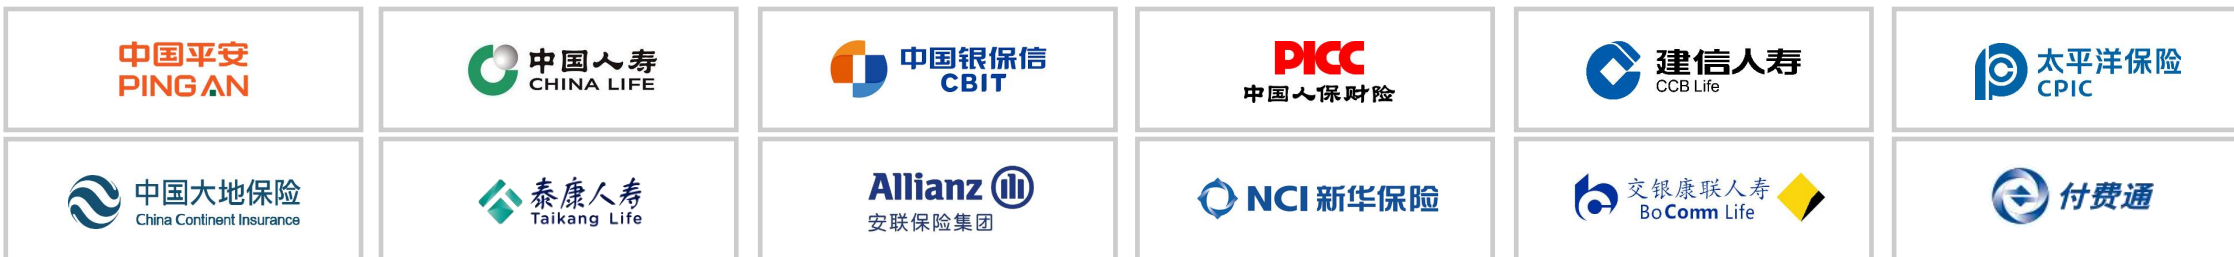 中国平安
PING AN
中国人寿
CHINA LIFE
中国银保信
CBIT
PICC
中国人保财险
建信人寿
CCB Life
太平洋保险
CPIC
中国大地保险
China Continent Insurance
泰康人寿
Taikang Life
Allianz
安联保险集团
NCI 新华保险
交银康联人寿
BoComm Life
付费通